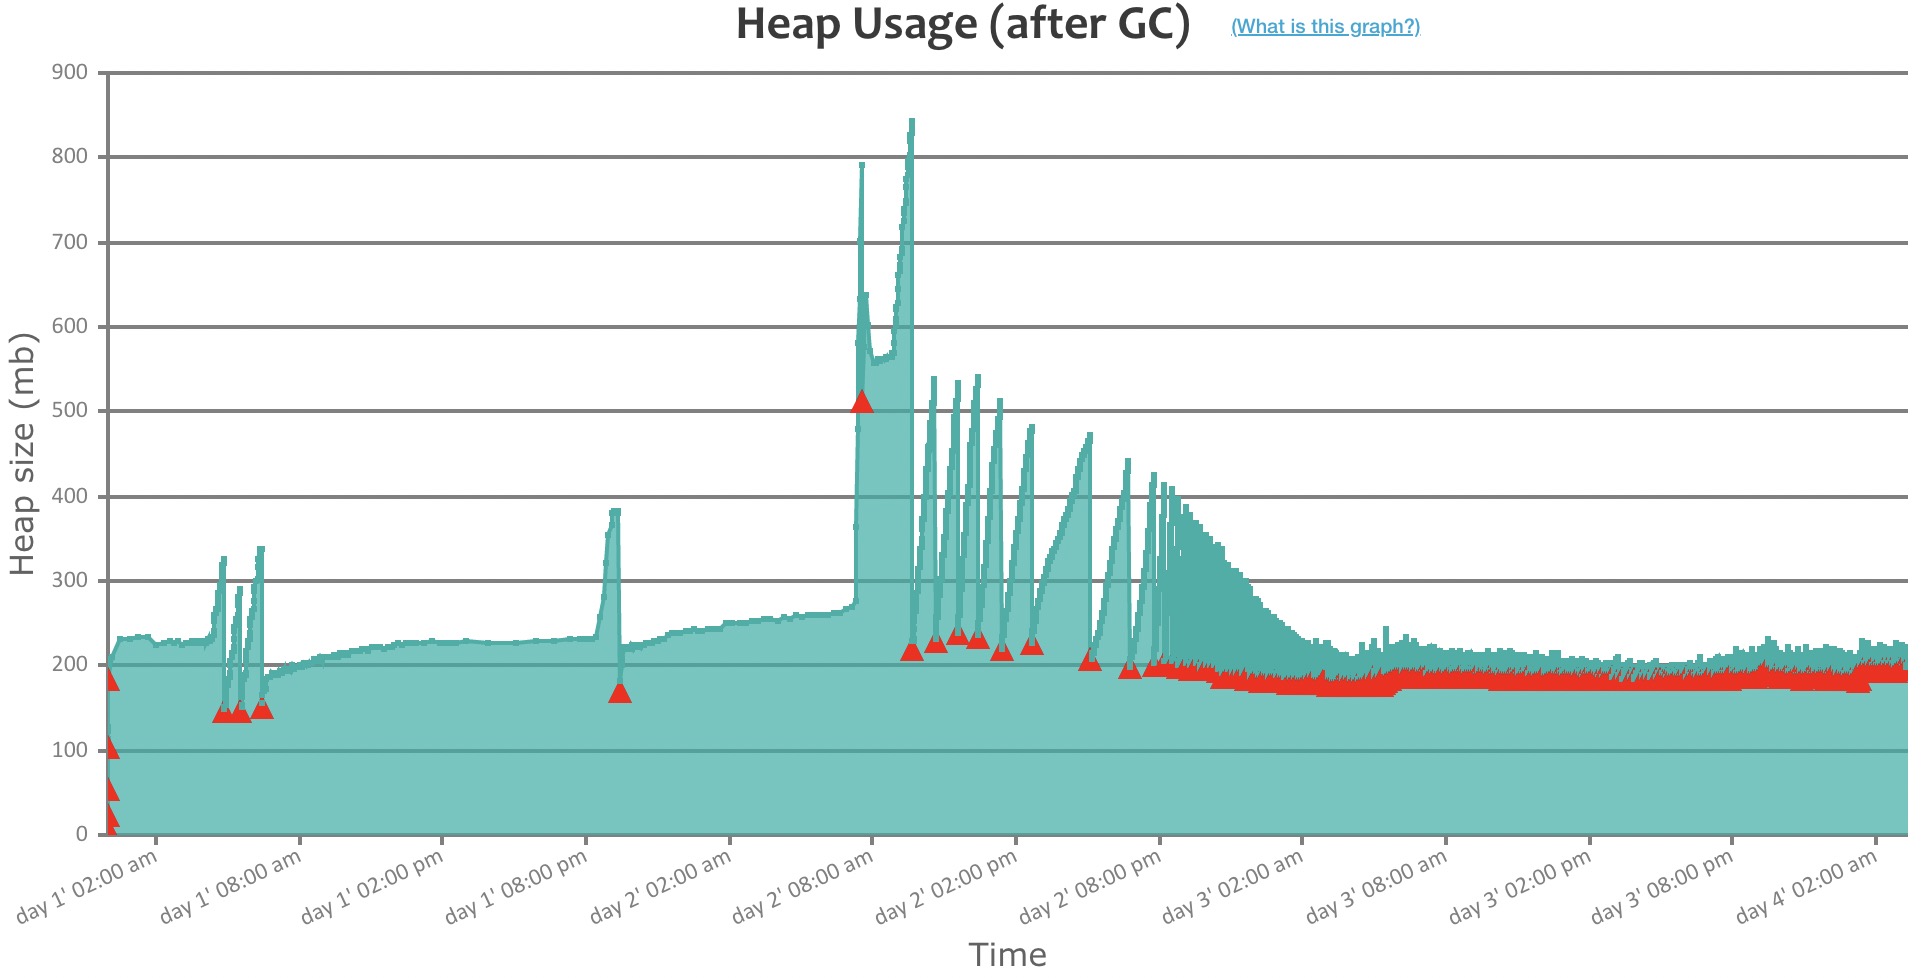 Heap Usage (after GC) (What is this graph?)
900
800
700
600
500
400
300
200
100
0
Heap size (mb)
day 1' 02:00 am
day 1' 08:00 am
day 1' 02:00 pm
day 1' 08:00 pm
day 2' 02:00 am
day 2' 08:00 am
day 2' 02:00 pm
day 2' 08:00 pm
day 3' 02:00 am
day 3' 08:00 am
day 3' 02:00 pm
day 3' 08:00 pm
day 4' 02:00 am
Time